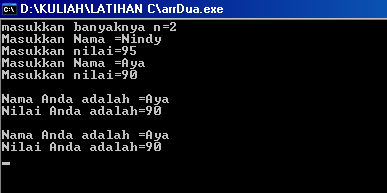 D:\KULIAH\LATIHAN C\arrDua.exe
masukkan banyaknya n=2
Masukkan Nama =Nindy
Masukkan nilai=95
Masukkan Nama =Aya
Masukkan nilai=90
Nama Anda adalah =Aya
Nilai Anda adalah=90
Nama Anda adalah =Aya
Nilai Anda adalah=90